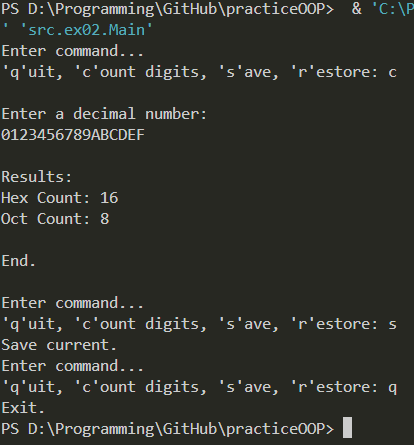 PS D:\Programming\GitHub\practiceOOP>  & 'C:\P
' 'src.ex02.Main'
Enter command...
'q'uit, 'c'ount digits, 's'ave, 'r'estore: c

Enter a decimal number:
0123456789ABCDEF

Results:
Hex Count: 16
Oct Count: 8

End.

Enter command...
'q'uit, 'c'ount digits, 's'ave, 'r'estore: s
Save current.
Enter command...
'q'uit, 'c'ount digits, 's'ave, 'r'estore: q
Exit.
PS D:\Programming\GitHub\practiceOOP>